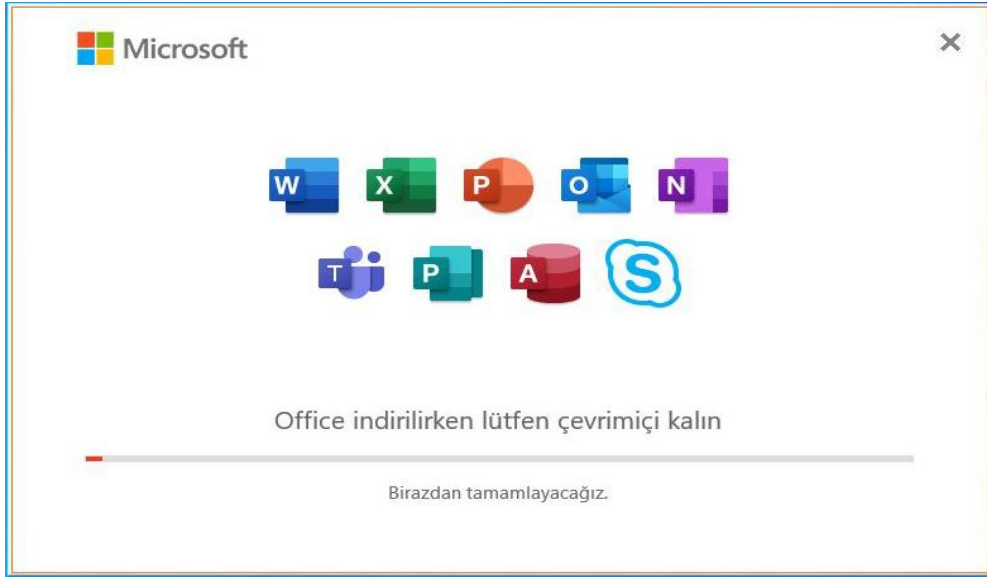 Microsoft
W X P O N
T P A S
Office indirilirken lütfen çevrimiçi kalın
Birazdan tamamlayacağız.